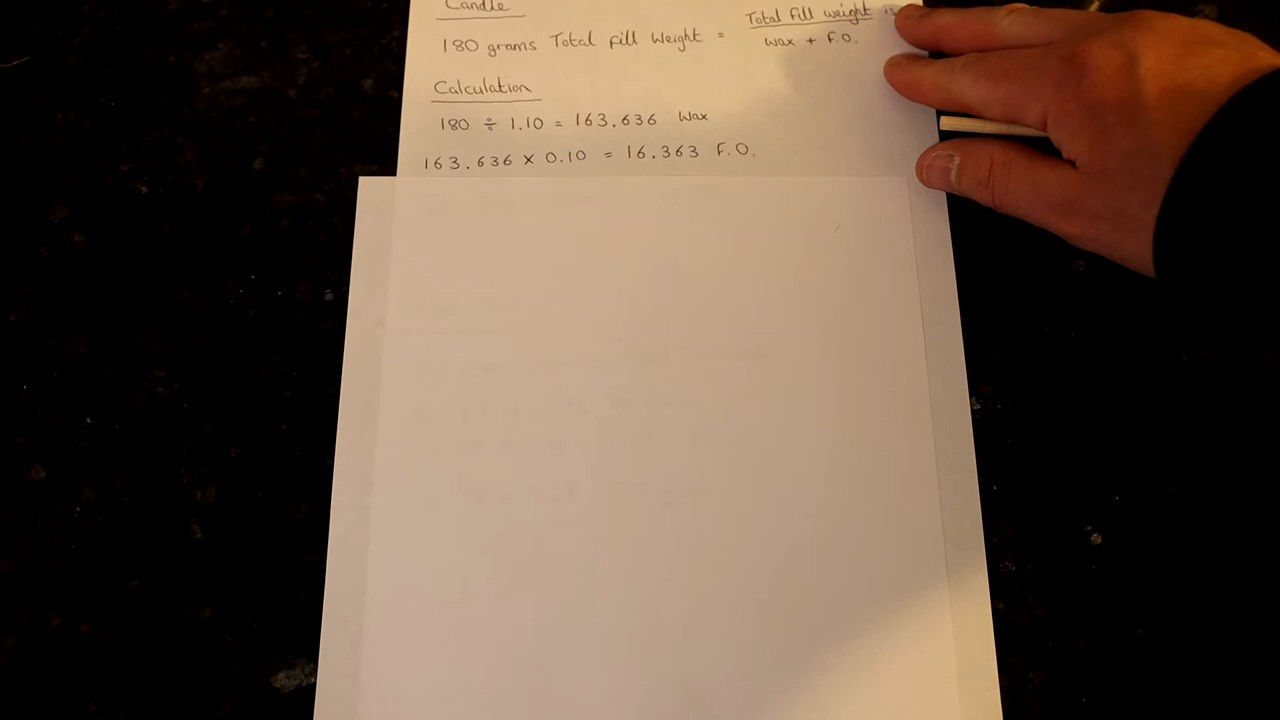 Candle
180 grams Total fill Weight =
Total fill weight is
wax + F.O.
Calculation
180 ÷ 1.10 = 163.636 Wax
163.636 x 0.10 = 16.363 F.O.